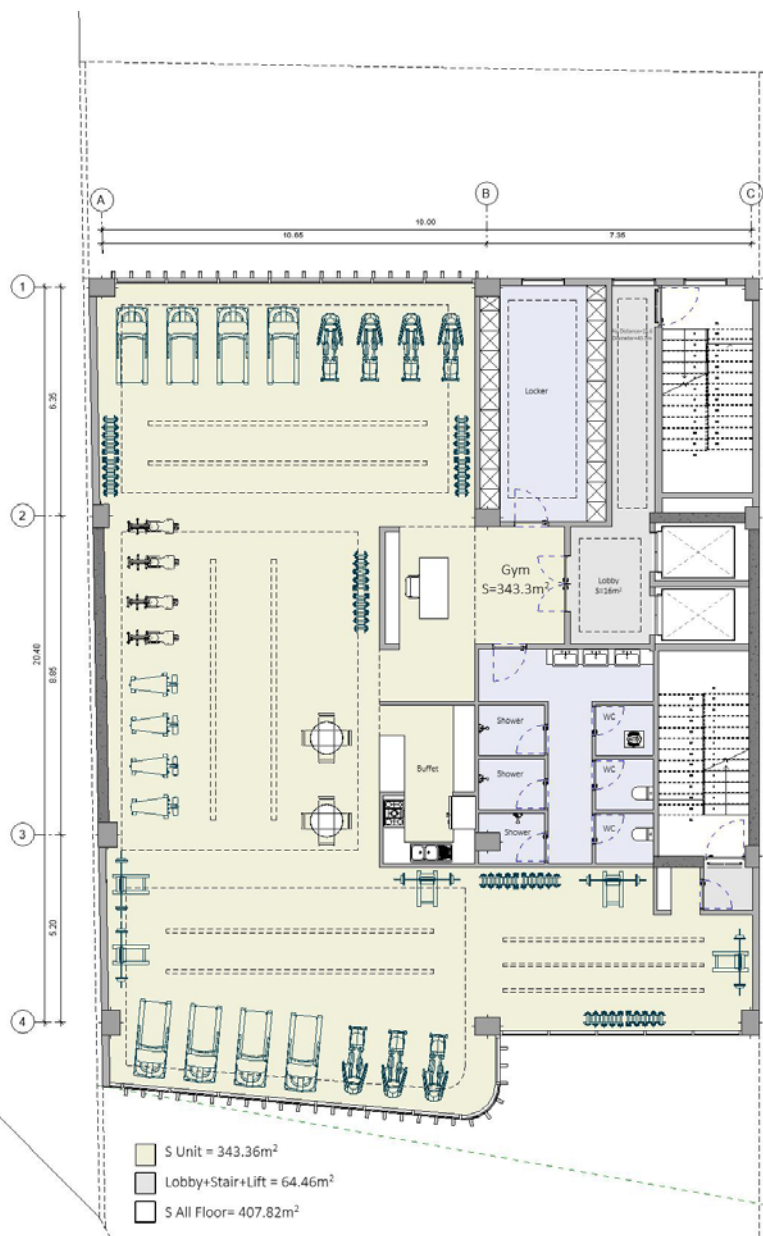 A
B
C
18.00
10.65
7.35
1
2
3
4
6.35
8.85
5.20
20.40
Locker
Gym
S=343.3m²
Lobby
S=16m²
Shower
WC
Shower
WC
Shower
WC
Buffet
S Unit = 343.36m²
Lobby+Stair+Lift = 64.46m²
S All Floor= 407.82m²